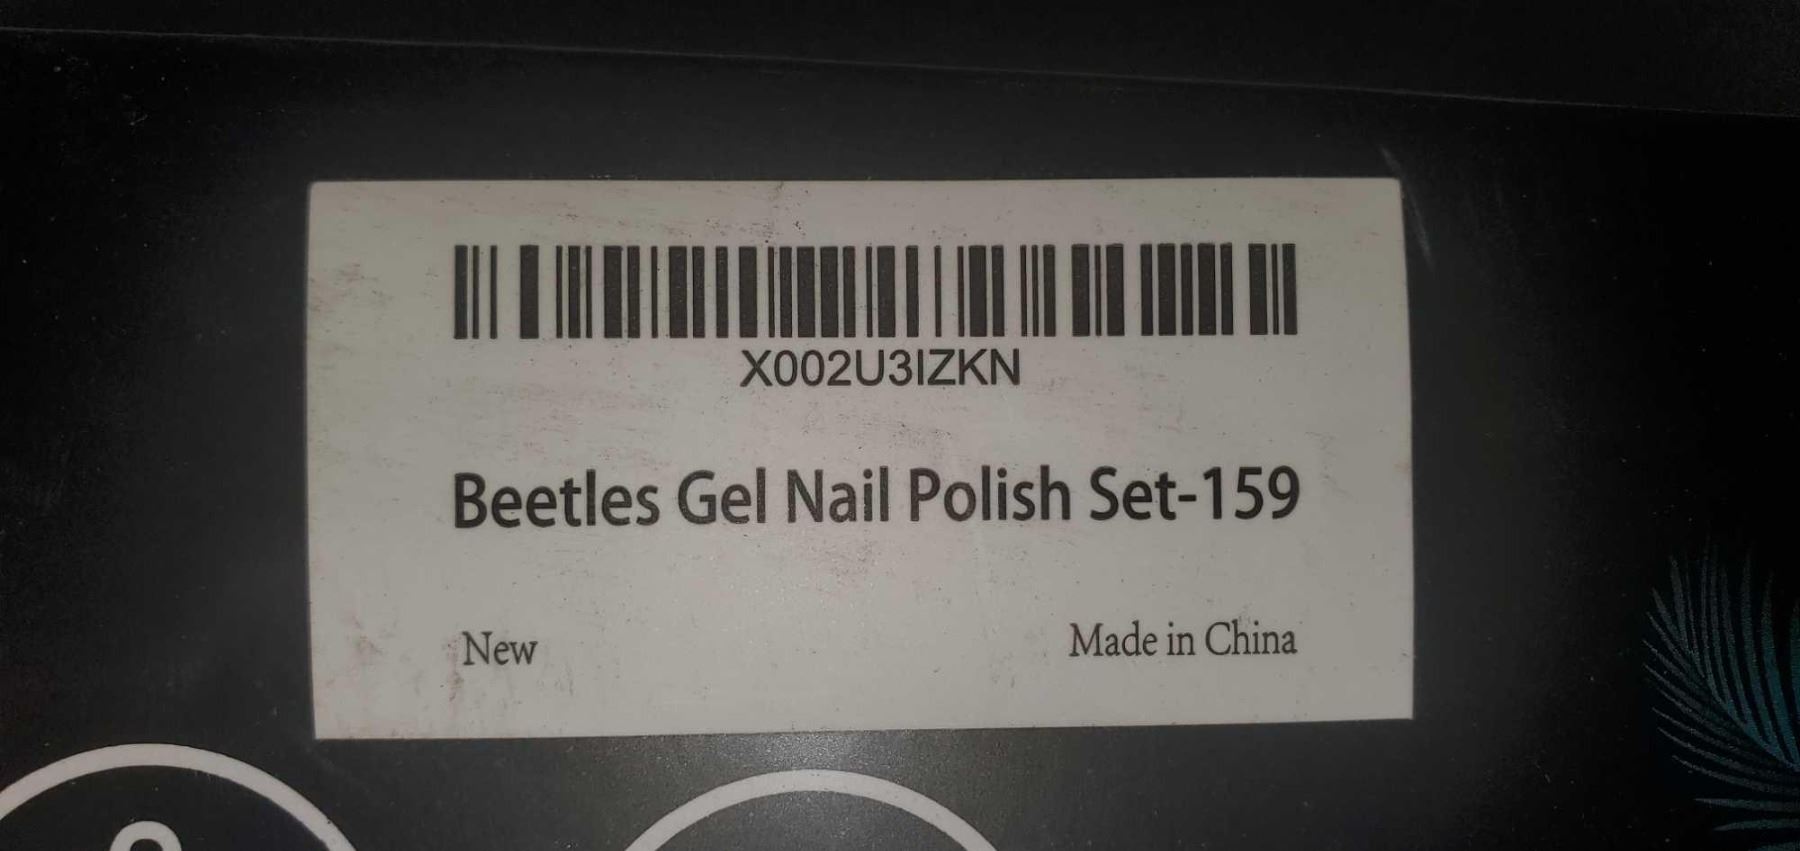 X002U3IZKN
Beetles Gel Nail Polish Set-159
New
Made in China